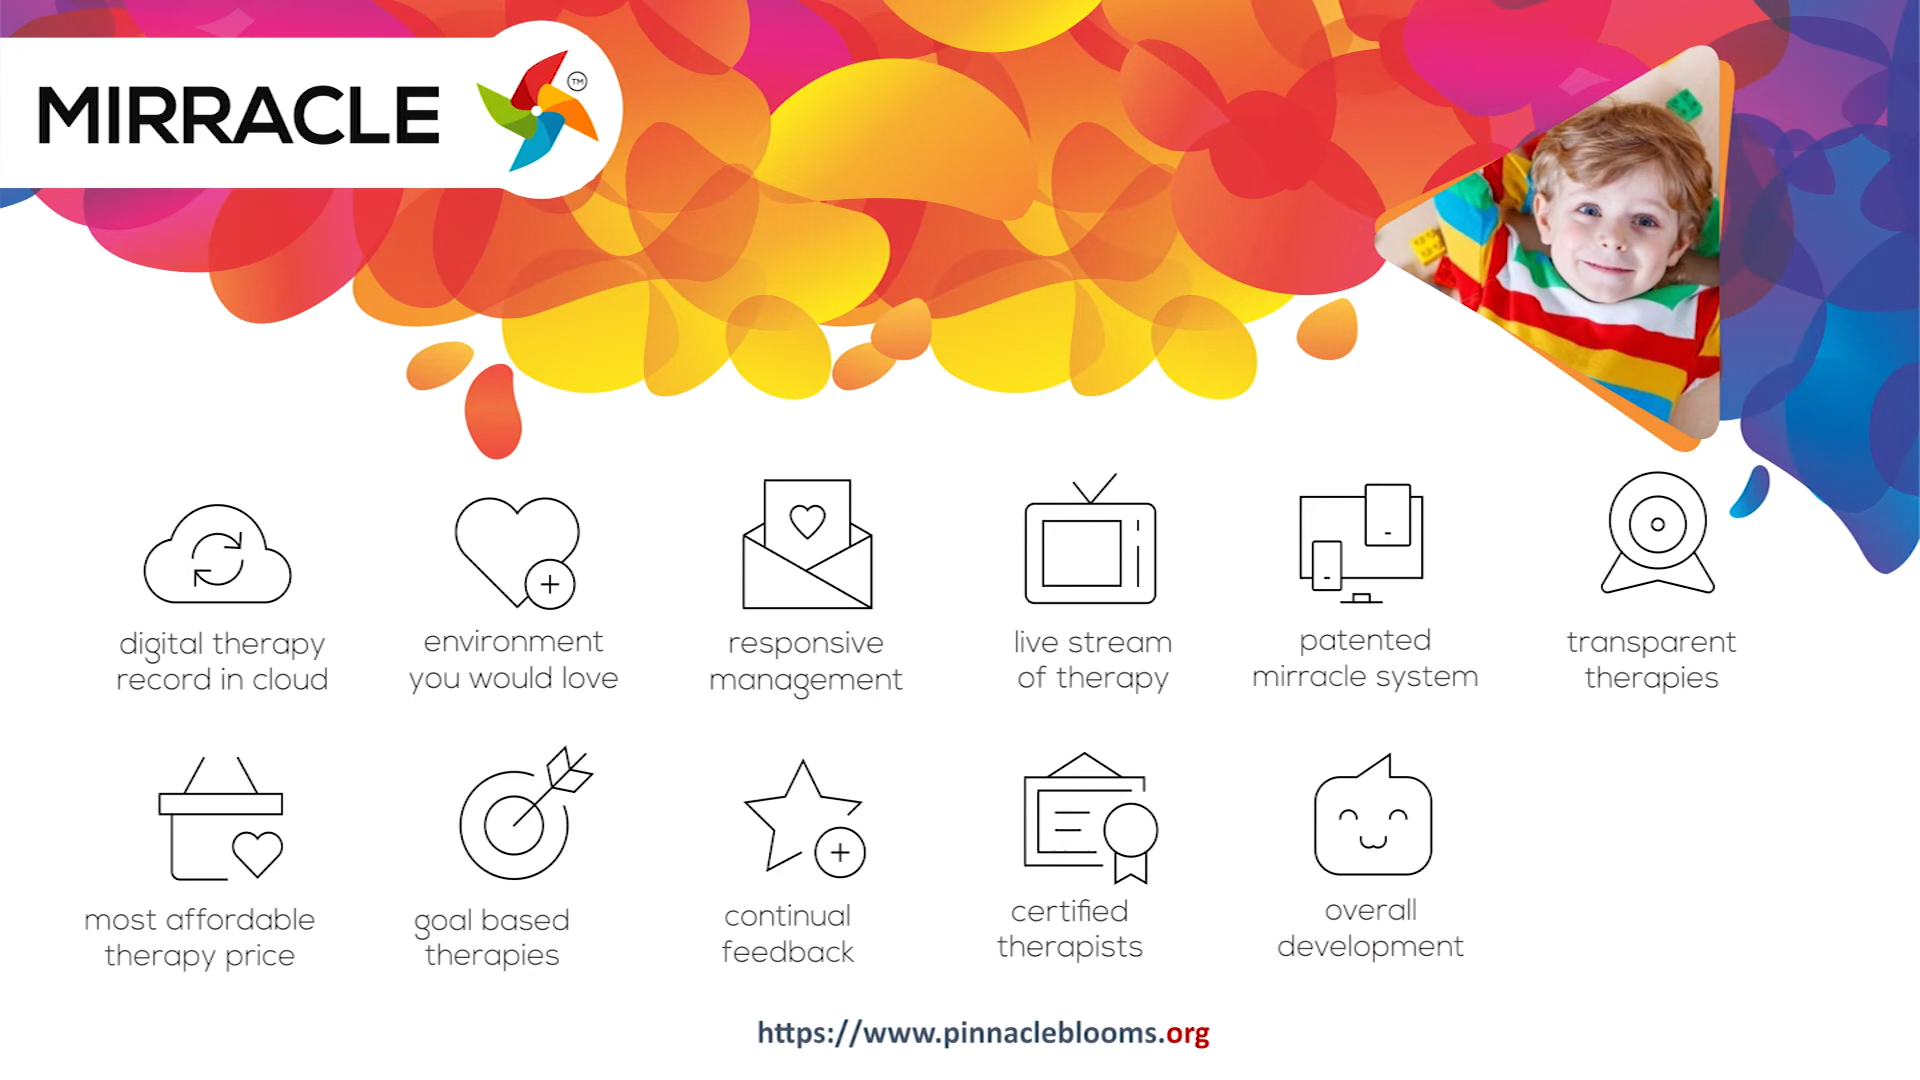 MIRRACLE
TM
digital therapy
record in cloud
environment
you would love
responsive
management
live stream
of therapy
patented
mirracle system
transparent
therapies
most affordable
therapy price
goal based
therapies
continual
feedback
certified
therapists
overall
development
https://www.pinnacleblooms.org